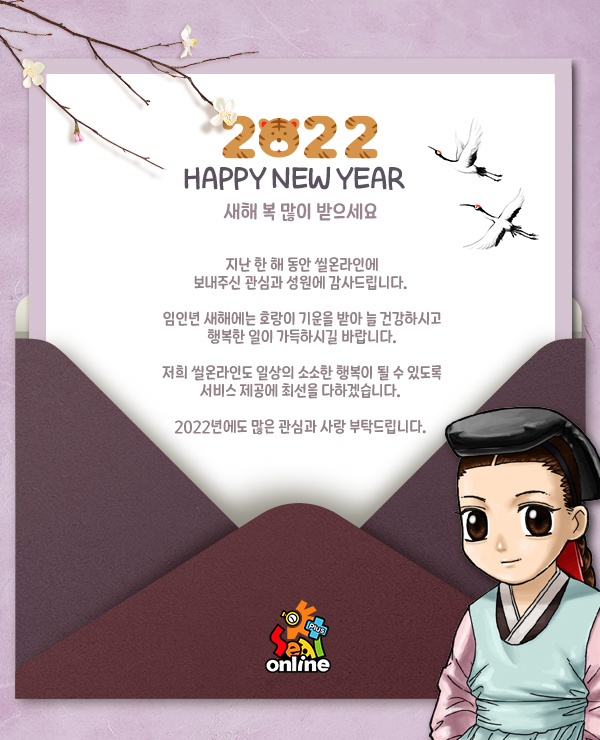 2022
HAPPY NEW YEAR
새해 복 많이 받으세요
지난 한 해 동안 씰온라인에
보내주신 관심과 성원에 감사드립니다.
임인년 새해에는 호랑이 기운을 받아 늘 건강하시고
행복한 일이 가득하시길 바랍니다.
저희 씰온라인도 일상의 소소한 행복이 될 수 있도록
서비스 제공에 최선을 다하겠습니다.
2022년에도 많은 관심과 사랑 부탁드립니다.
Plus
Seal
online